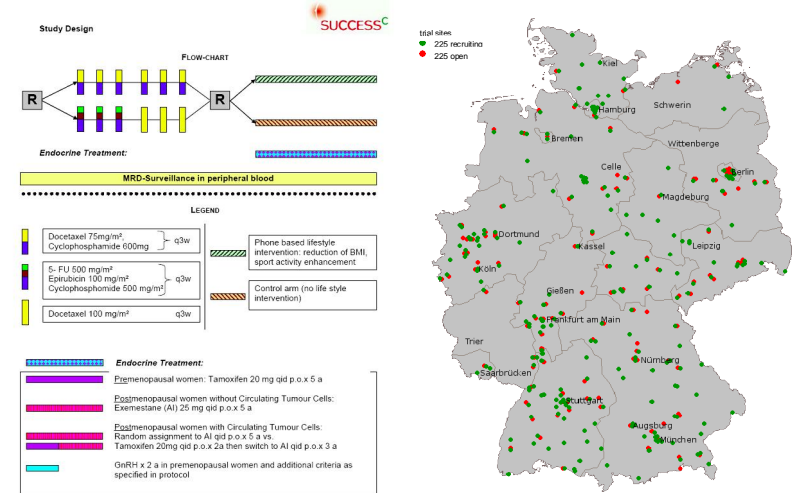 SUCCESS C
Study Design
FLOW-CHART
R
R
Endocrine Treatment:
MRD-Surveillance in peripheral blood
LEGEND
Docetaxel 75mg/m²,
Cyclophosphamide 600mg
q3w
5- FU 500 mg/m²
Epirubicin 100 mg/m²
Cyclophosphomide 500 mg/m²
q3w
Docetaxel 100 mg/m² q3w
Phone based lifestyle
intervention: reduction of BMI,
sport activity enhancement
Control arm (no life style
intervention)
Endocrine Treatment:
Premenopausal women: Tamoxifen 20 mg qid p.o.x 5 a
Postmenopausal women without Circulating Tumour Cells:
Exemestane (AI) 25 mg qid p.o.x 5 a
Postmenopausal women with Circulating Tumour Cells:
Random assignment to AI qid p.o.x 5 a vs.
Tamoxifen 20mg qid p.o.x 2a then switch to AI qid p.o.x 3 a
GnRH x 2 a in premenopausal women and additional criteria as
specified in protocol
trial sites
225 recruiting
225 open
Kiel
Schwerin
Hamburg
Bremen
Wittenberge
Celle
Berlin
Magdeburg
Dortmund
Kassel
Leipzig
Köln
Gießen
Frankfurt am Main
Trier
Nürnberg
Saarbrücken
Stuttgart
Augsburg
München